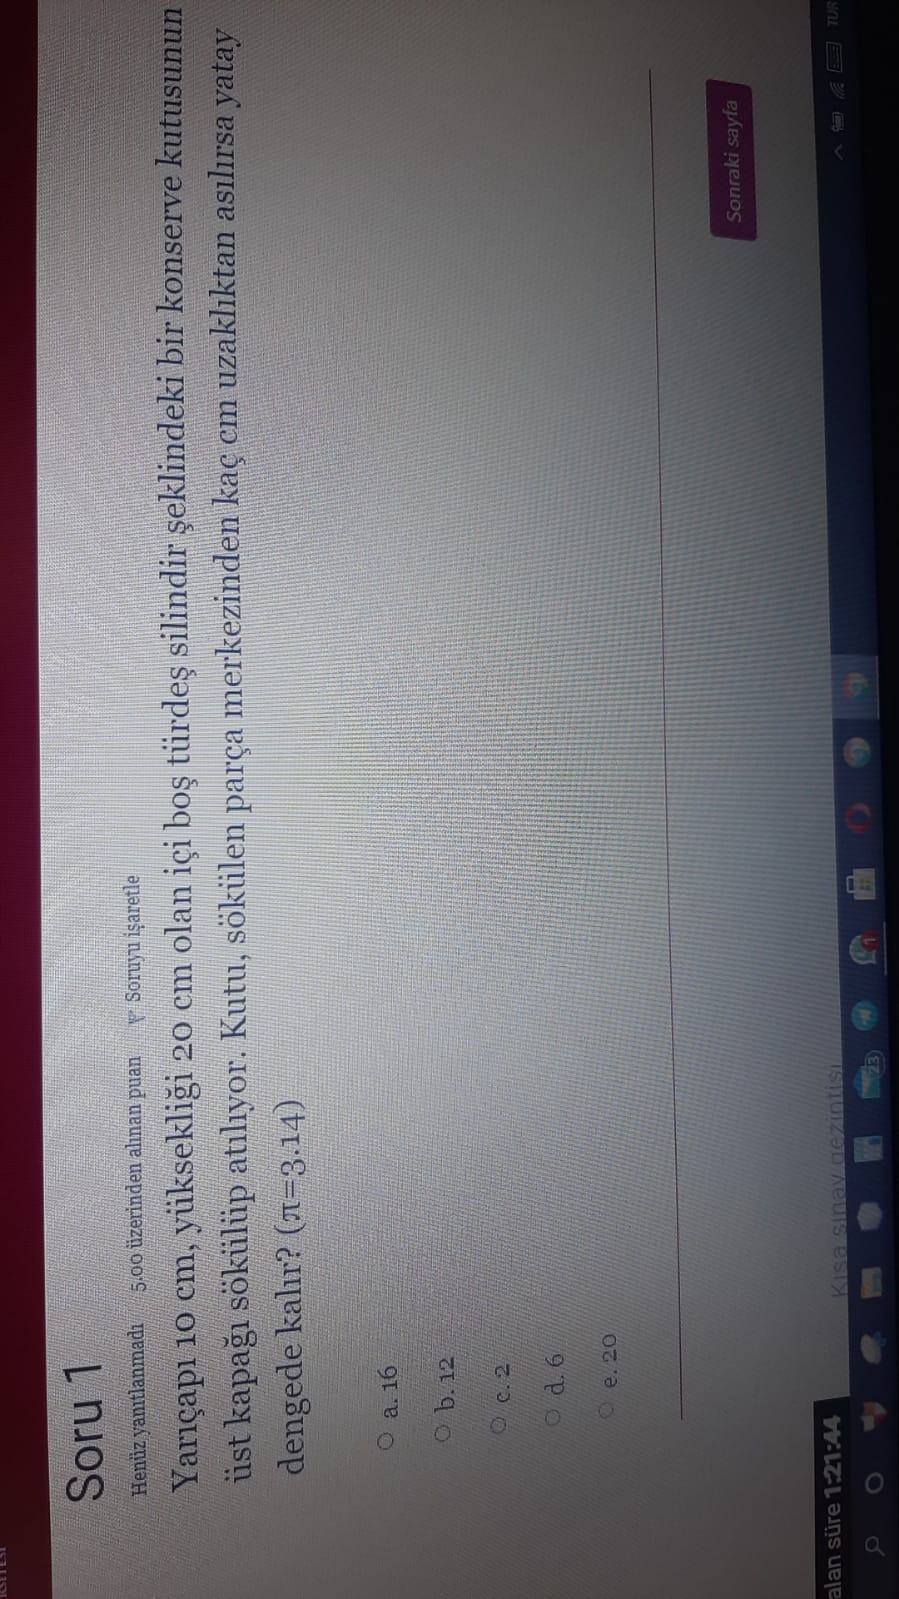 Soru 1
Henüz yanıtlanmadı 5,00 üzerinden alınan puan Soruyu işaretle
Yarıçapı 10 cm, yüksekliği 20 cm olan içi boş türdeş silindir şeklindeki bir konserve kutusunun
üst kapağı sökülüp atılıyor. Kutu, sökülen parça merkezinden kaç cm uzaklıktan asılırsa yatay
dengede kalır? (π=3.14)
a. 16
b. 12
c. 2
d. 6
e. 20
Sonraki sayfa
Kısa sınav gezintisi
alan süre 1:21:44
23
1
TUR